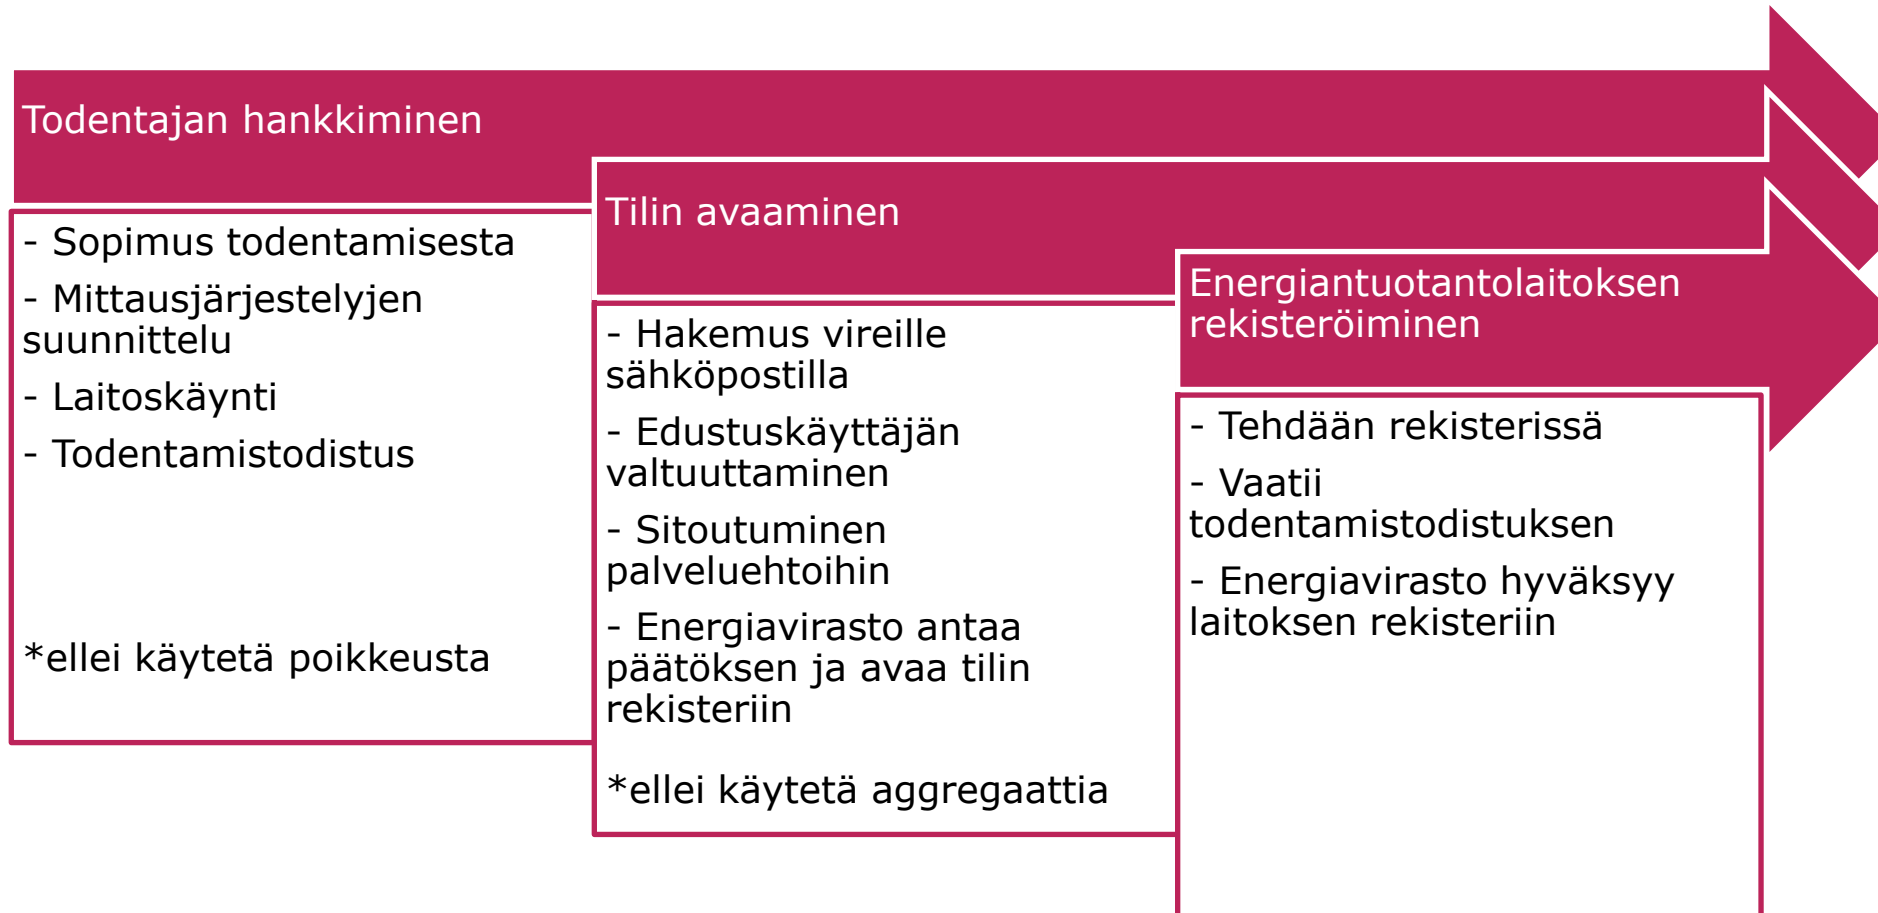 Todentajan hankkiminen
- Sopimus todentamisesta
- Mittausjärjestelyjen
suunnittelu
- Laitoskäynti
- Todentamistodistus
*ellei käytetä poikkeusta
Tilin avaaminen
- Hakemus vireille
sähköpostilla
- Edustuskäyttäjän
valtuuttaminen
- Sitoutuminen
palveluehtoihin
- Energiavirasto antaa
päätöksen ja avaa tilin
rekisteriin
*ellei käytetä aggregaattia
Energiantuotantolaitoksen
rekisteröiminen
- Tehdään rekisterissä
- Vaatii
todentamistodistuksen
- Energiavirasto hyväksyy
laitoksen rekisteriin